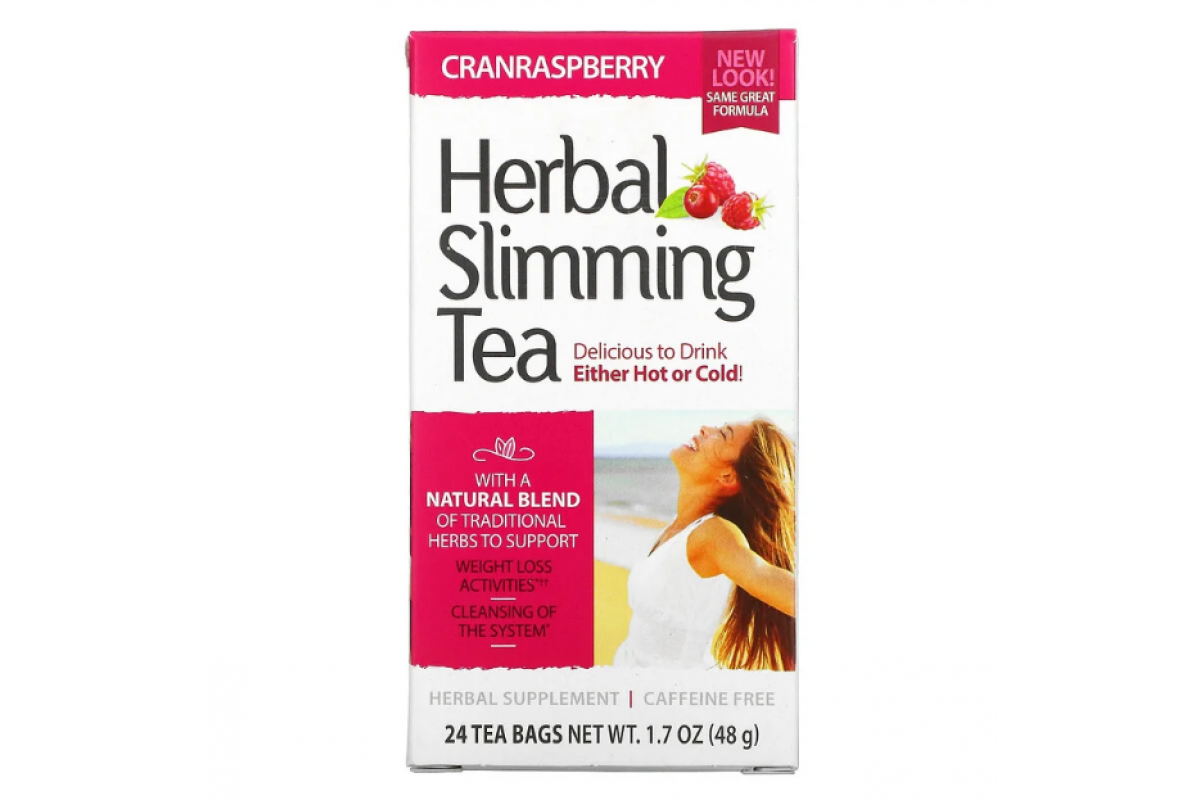 CRANRASPBERRY
NEW
LOOK!
SAME GREAT
FORMULA
Herbal
Slimming
Tea
Delicious to Drink
Either Hot or Cold!
WITH A
NATURAL BLEND
OF TRADITIONAL
HERBS TO SUPPORT
WEIGHT LOSS
ACTIVITIES*††
CLEANSING OF
THE SYSTEM*
HERBAL SUPPLEMENT | CAFFEINE FREE
24 TEA BAGS NET WT. 1.7 OZ (48 g)